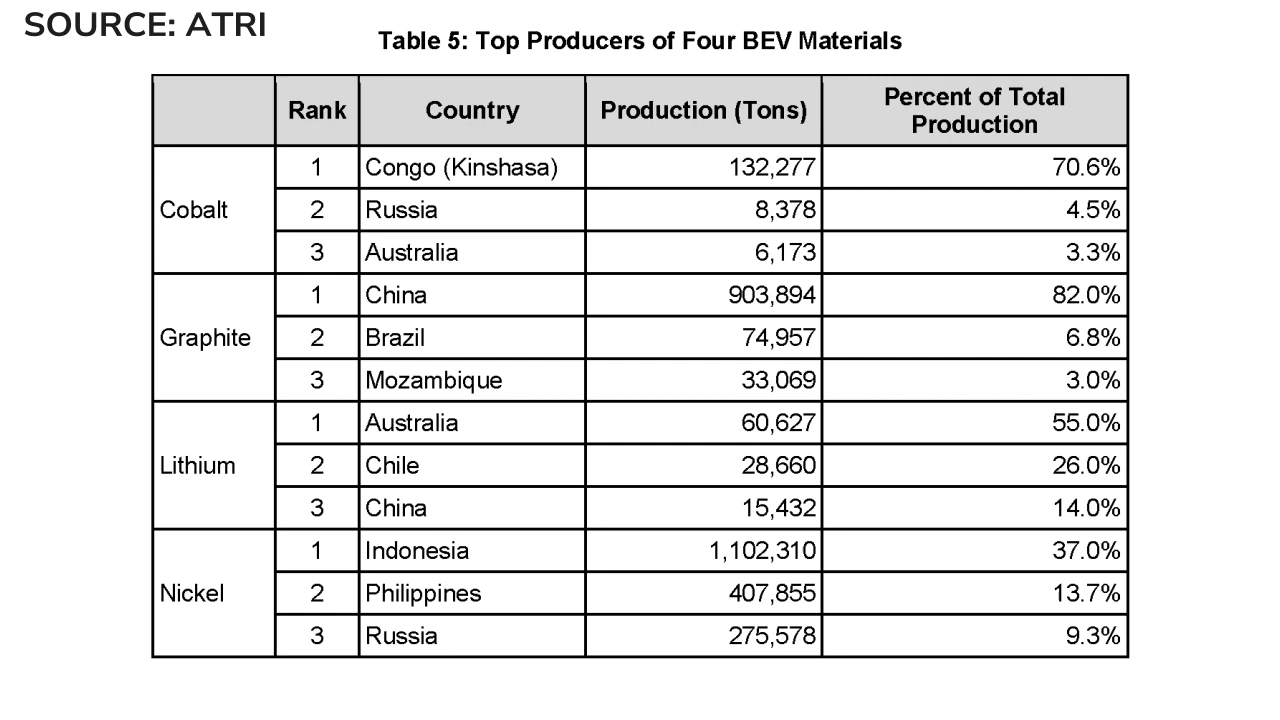 SOURCE: ATRI
Table 5: Top Producers of Four BEV Materials
Rank Country Production (Tons) Percent of Total Production
Cobalt 1 Congo (Kinshasa) 132,277 70.6%
2 Russia 8,378 4.5%
3 Australia 6,173 3.3%
Graphite 1 China 903,894 82.0%
2 Brazil 74,957 6.8%
3 Mozambique 33,069 3.0%
Lithium 1 Australia 60,627 55.0%
2 Chile 28,660 26.0%
3 China 15,432 14.0%
Nickel 1 Indonesia 1,102,310 37.0%
2 Philippines 407,855 13.7%
3 Russia 275,578 9.3%